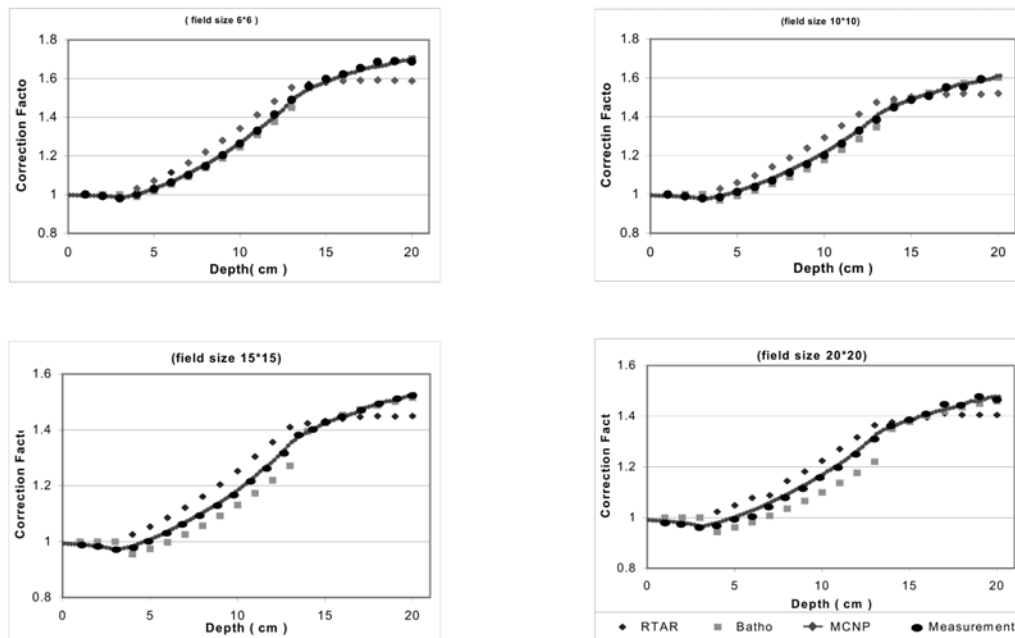 ( field size 6*6 )
Correction Facto
1.8
1.6
1.4
1.2
1
0.8
0 5 10 15 20
Depth( cm )
(field size 10*10)
Correctin Facto
1.8
1.6
1.4
1.2
1
0.8
0 5 10 15 20
Depth (cm )
(field size 15*15)
Correction Facto
1.6
1.4
1.2
1
0.8
0 5 10 15 20
Depth ( cm )
(field size 20*20)
Correct Fact
1.6
1.4
1.2
1
0.8
0 5 10 15 20
Depth ( cm )
RTAR Batho MCNP Measurement